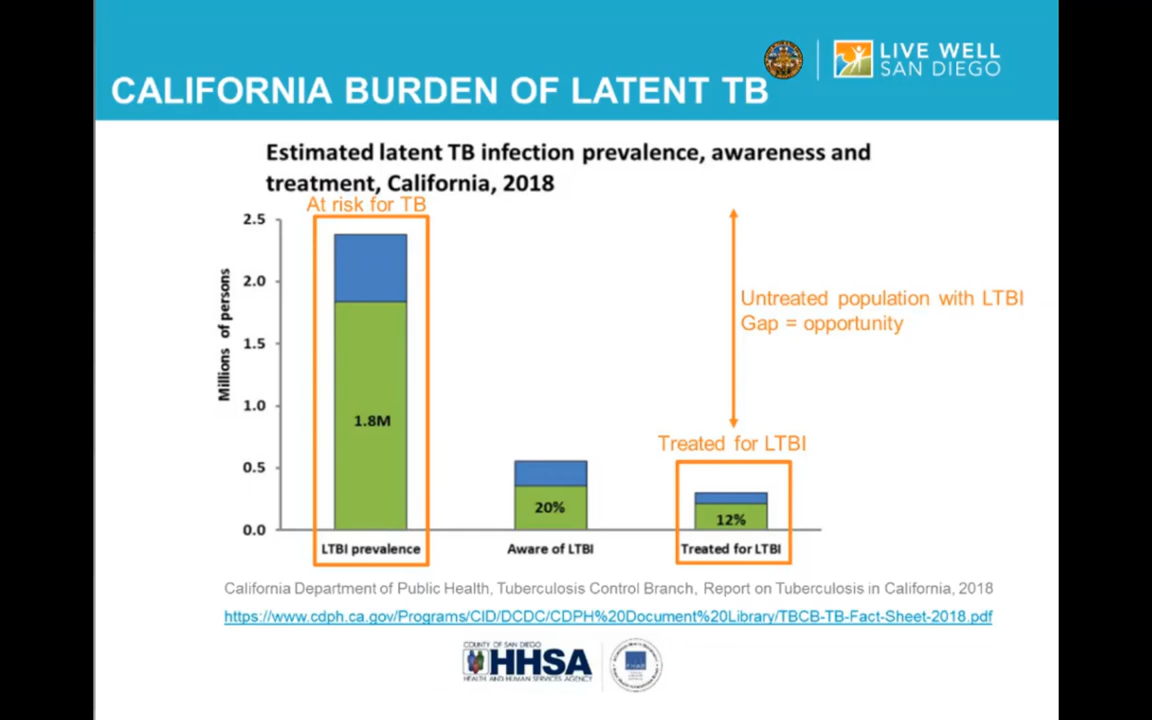 LIVE WELL
SAN DIEGO
CALIFORNIA BURDEN OF LATENT TB
Estimated latent TB infection prevalence, awareness and
treatment, California, 2018
At risk for TB
2.5
2.0
1.5
1.0
0.5
0.0
Millions of persons
1.8M
20%
12%
Untreated population with LTBI
Gap = opportunity
Treated for LTBI
LTBI prevalence
Aware of LTBI
Treated for LTBI
California Department of Public Health, Tuberculosis Control Branch, Report on Tuberculosis in California, 2018
https://www.cdph.ca.gov/Programs/CID/DCDC/CDPH%20Document%20Library/TBCB-TB-Fact-Sheet-2018.pdf
COUNTY OF SAN DIEGO
HHSA
HEALTH AND HUMAN SERVICES AGENCY